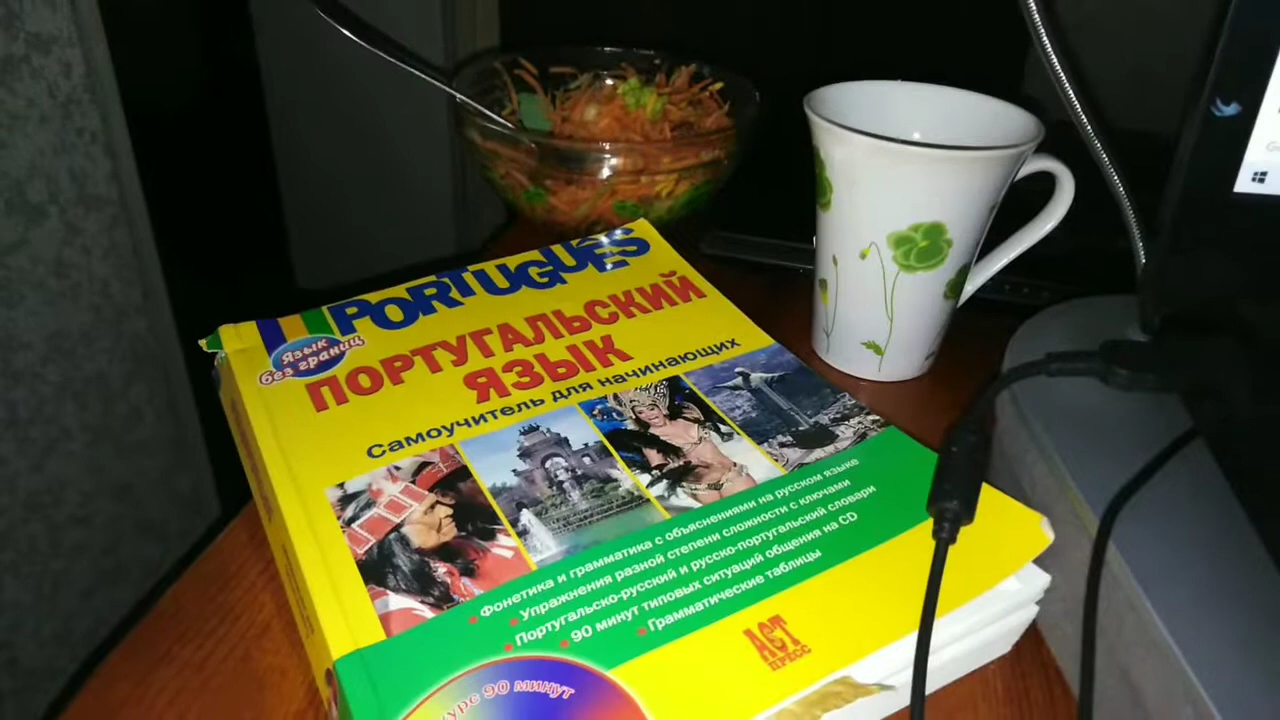 PORTUGUÊS
Язык
без границ
ПОРТУГАЛЬСКИЙ
ЯЗЫК
Самоучитель для начинающих
• Фонетика и грамматика с объяснениями на русском языке
• Упражнения разной степени сложности с ключами
• Португальско-русский и русско-португальский словари
• 90 минут типовых ситуаций общения на CD
• Грамматические таблицы
АСТ
ПРЕСС
курс 90 минут